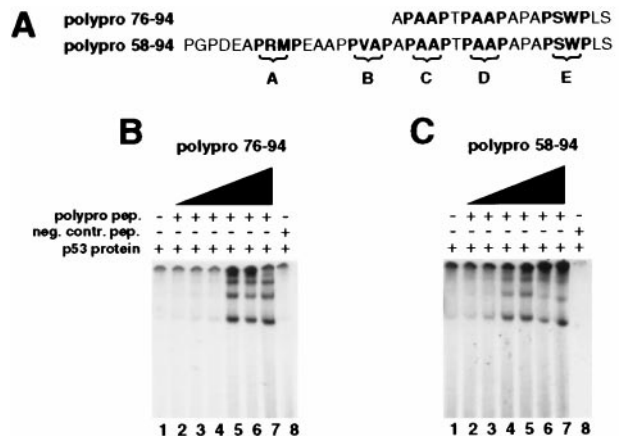 A
polypro 76-94 APAAPTPAAPAPAPSWPLS
polypro 58-94 PGPDEAPRMPEAAPPVAPAPAAPTPAAPAPAPSWPLS
A B C D E
B
polypro 76-94
polypro pep. - + + + + + + -
neg. contr. pep. +
p53 protein + + + + + + + +
1 2 3 4 5 6 7 8
C
polypro 58-94
- + + + + + + -
+
+ + + + + + + +
1 2 3 4 5 6 7 8